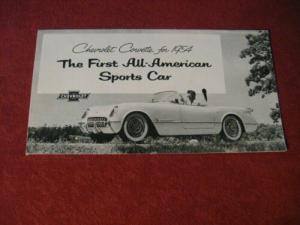 Chevrolet Corvette for 1954
The First All-American
Sports Car
CHEVROLET